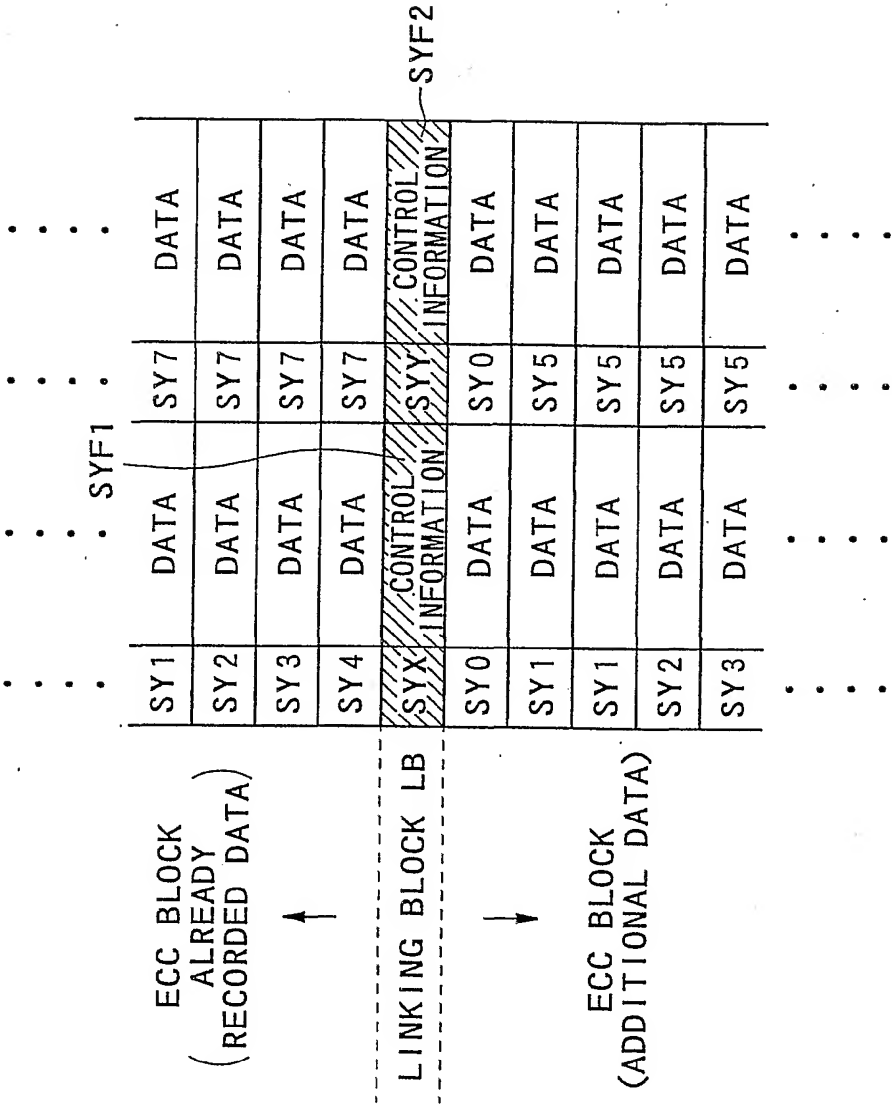 SYF1
SYF2
SY1 DATA SY7 DATA
SY2 DATA SY7 DATA
SY3 DATA SY7 DATA
SY4 DATA SY7 DATA
SYX CONTROL INFORMATION SYY CONTROL INFORMATION
SY0 DATA SY0 DATA
SY1 DATA SY5 DATA
SY1 DATA SY5 DATA
SY2 DATA SY5 DATA
SY3 DATA SY5 DATA
ECC BLOCK
ALREADY
(RECORDED DATA)
LINKING BLOCK LB
ECC BLOCK
(ADDITIONAL DATA)